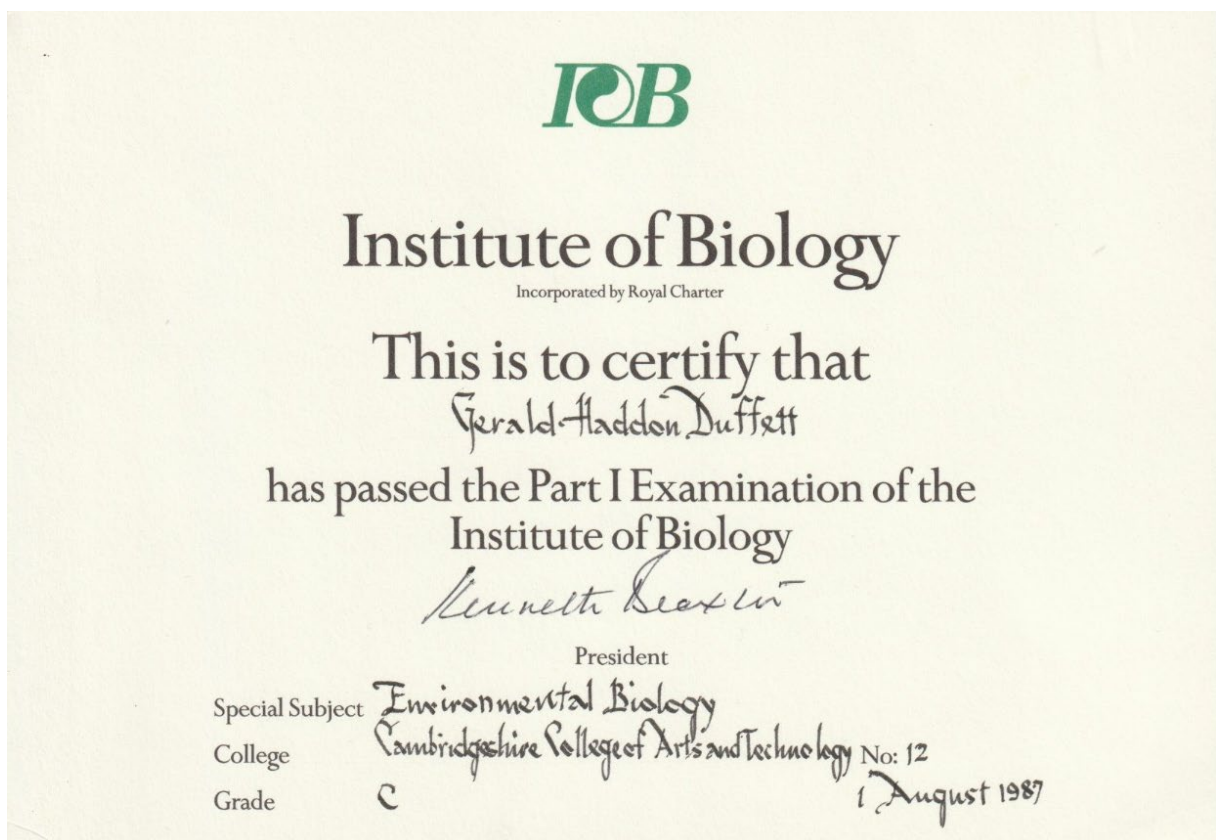 IOB
Institute of Biology
Incorporated by Royal Charter
This is to certify that
Gerald Haddon Duffett
has passed the Part I Examination of the
Institute of Biology
Kenneth
President
Special Subject Environmental Biology
College Cambridgeshire College of Arts and Technology No: 12
Grade C 1 August 1987